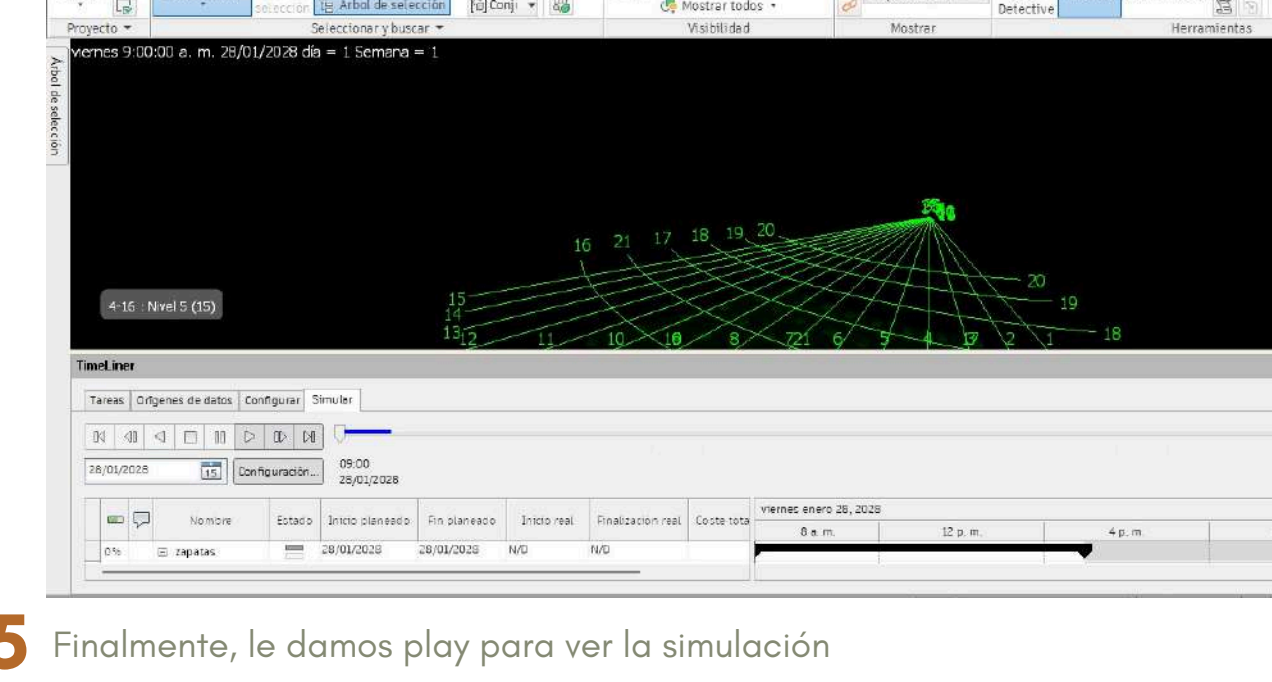 selección Árbol de selección Conj Mostrar todos Detective
Proyecto Seleccionar y buscar Visibilidad Mostrar Herramientas
viernes 9:00:00 a. m. 28/01/2028 día = 1 Semana = 1
Árbol de selección
16 21 17 18 19 20
20
15 19
4-16 : Nivel 5 (15)
14
13 18
12 11 10 8 6 5 4 2 1
TimeLiner
Tareas Orígenes de datos Configurar Simular
28/01/2028 15 Configuración... 09:00
28/01/2028
Nombre Estado Inicio planeado Fin planeado Inicio real Finalización real Coste tota viernes enero 28, 2028
8 a. m. 12 p. m. 4 p. m.
0% zapatas 28/01/2028 28/01/2028 N/D N/D
5 Finalmente, le damos play para ver la simulación